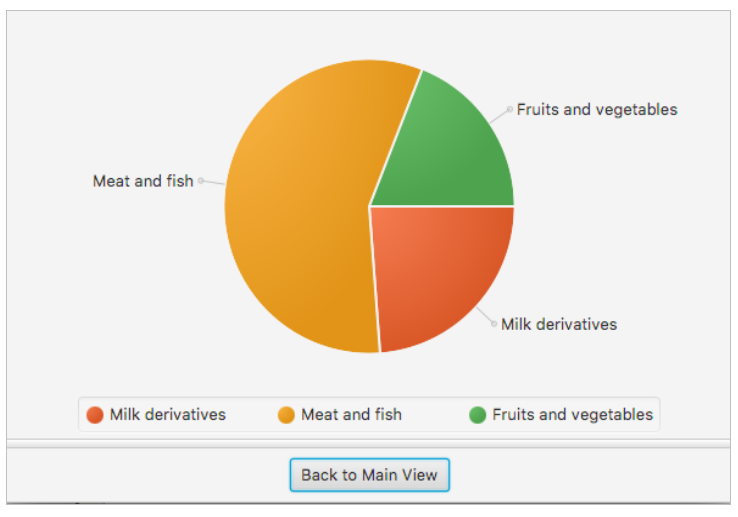 Fruits and vegetables
Meat and fish
Milk derivatives
Milk derivatives Meat and fish Fruits and vegetables
Back to Main View